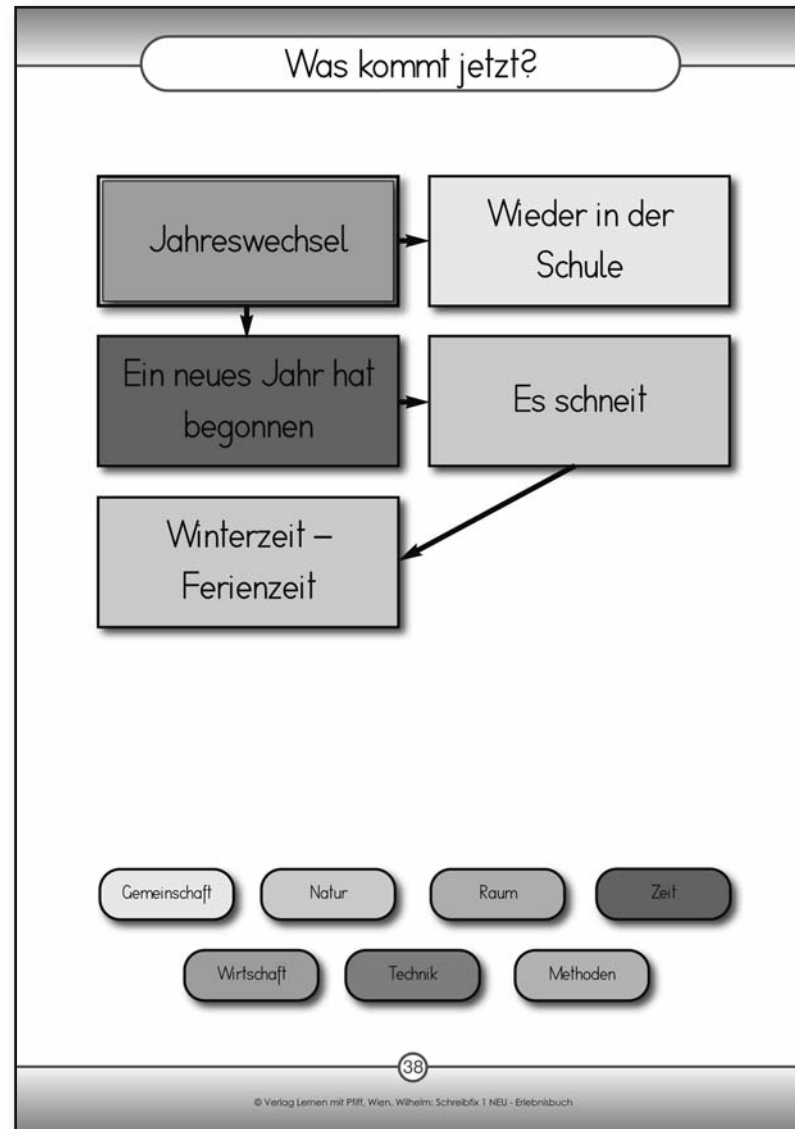 Was kommt jetzt?
Jahreswechsel
Wieder in der
Schule
Ein neues Jahr hat
begonnen
Es schneit
Winterzeit –
Ferienzeit
Gemeinschaft
Natur
Raum
Zeit
Wirtschaft
Technik
Methoden
38
© Verlag Lernen mit Pfiff, Wien. Wilhelm: Schreibfix 1 NEU - Erlebnisbuch